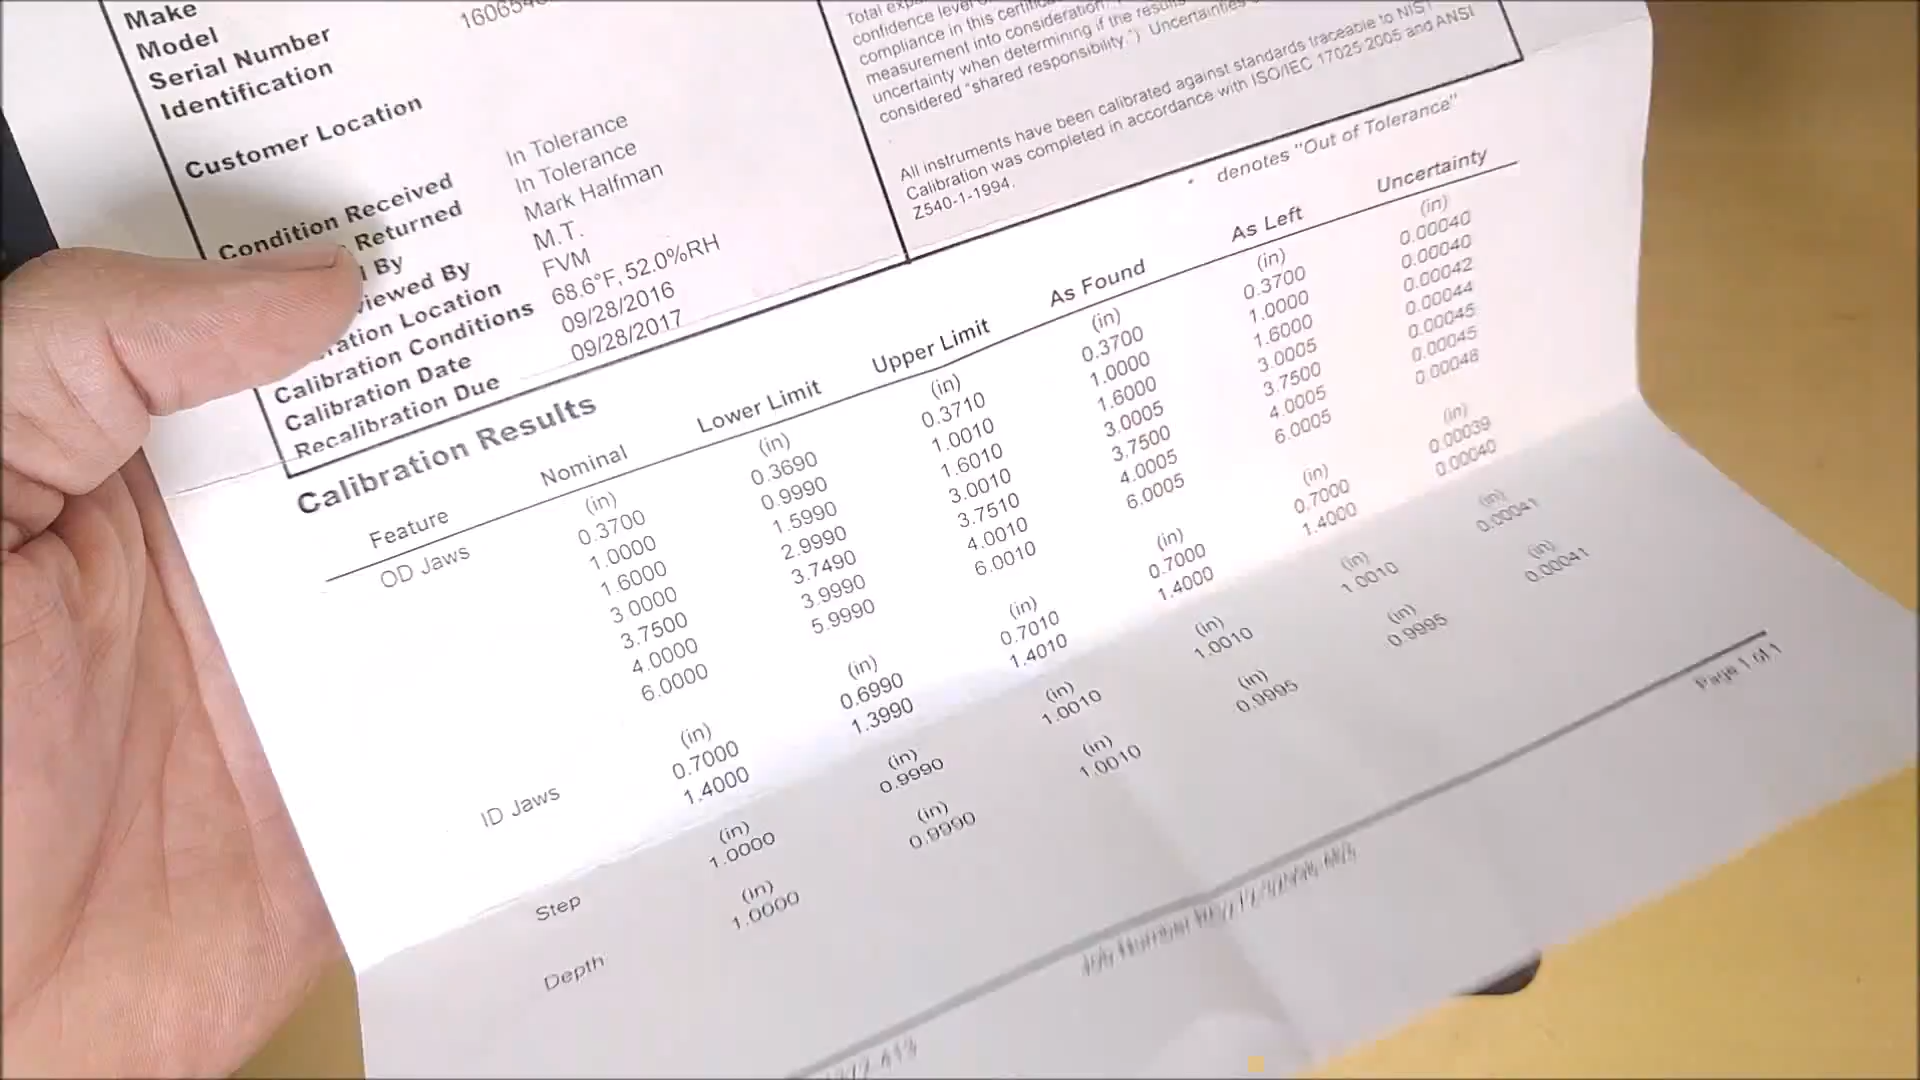 Make
Model
Serial Number
Identification
Customer Location
Condition Received In Tolerance
Returned In Tolerance
By Mark Halfman
By M.T.
Location FVM
Calibration Conditions 68.6°F, 52.0%RH
Calibration Date 09/28/2016
Recalibration Due 09/28/2017
confidence level
compliance in this
measurement into consideration.
uncertainty when determining if the results
considered "shared responsibility.") Uncertainties
All instruments have been calibrated against standards traceable to
Calibration was completed in accordance with ISO/IEC 17025:2005 and ANSI
Z540-1-1994.
Calibration Results
* denotes "Out of Tolerance"
Feature Nominal Lower Limit Upper Limit As Found As Left Uncertainty
OD Jaws (in) (in) (in) (in) (in) (in)
0.3700 0.3690 0.3710 0.3700 0.3700 0.00040
1.0000 0.9990 1.0010 1.0000 1.0000 0.00040
1.6000 1.5990 1.6010 1.6000 1.6000 0.00042
3.0000 2.9990 3.0010 3.0005 3.0005 0.00044
3.7500 3.7490 3.7510 3.7500 3.7500 0.00045
4.0000 3.9990 4.0010 4.0005 4.0005 0.00045
6.0000 5.9990 6.0010 6.0005 6.0005 0.00048
ID Jaws (in) (in) (in) (in) (in) (in)
0.7000 0.6990 0.7010 0.7000 0.7000 0.00039
1.4000 1.3990 1.4010 1.4000 1.4000 0.00040
Step (in) (in) (in) (in) (in) (in)
1.0000 0.9990 1.0010 1.0010 1.0010 0.00041
Depth (in) (in) (in) (in) (in) (in)
1.0000 0.9990 1.0010 0.9995 0.9995 0.00041
Page 1 of 1